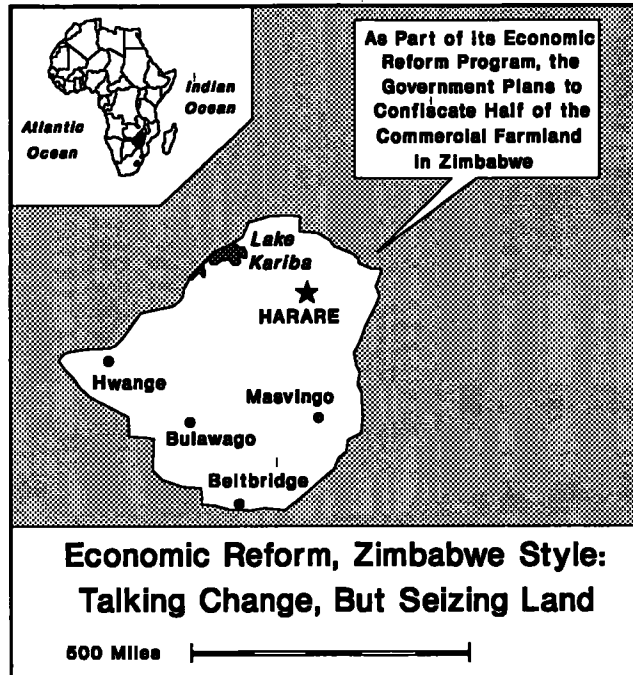 Indian
Ocean
Atlantic
Ocean
As Part of its Economic
Reform Program, the
Government Plans to
Confiscate Half of the
Commercial Farmland
in Zimbabwe
Lake
Kariba
HARARE
Hwange
Masvingo
Bulawago
Beltbridge
Economic Reform, Zimbabwe Style:
Talking Change, But Seizing Land
500 Miles